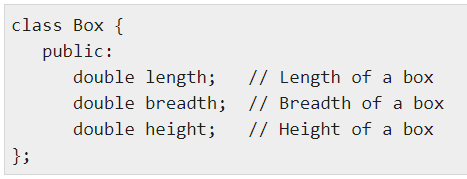 class Box {
   public:
      double length;   // Length of a box
      double breadth;  // Breadth of a box
      double height;   // Height of a box
};